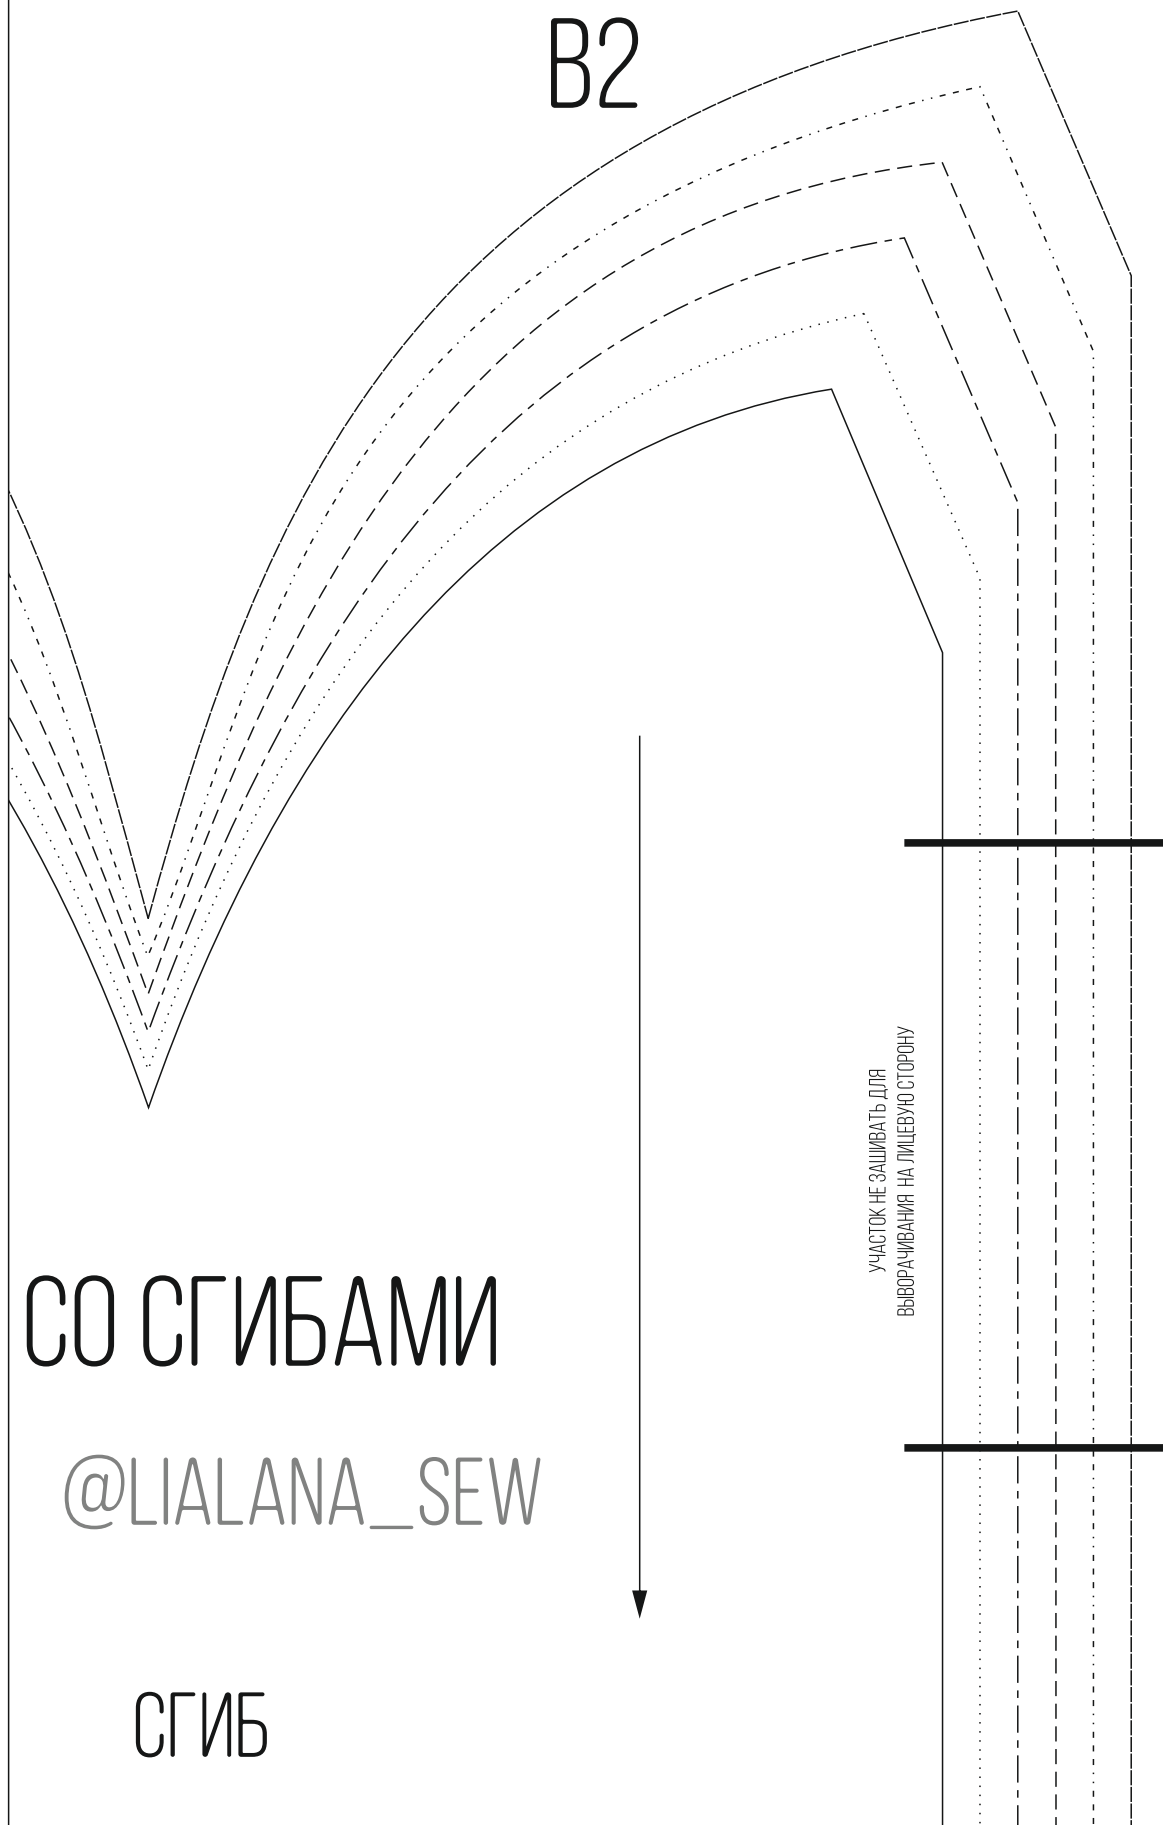 B2
УЧАСТОК НЕ ЗАШИВАТЬ ДЛЯ
ВЫВОРАЧИВАНИЯ НА ЛИЦЕВУЮ СТОРОНУ
СО СГИБАМИ
@LIALANA_SEW
СГИБ